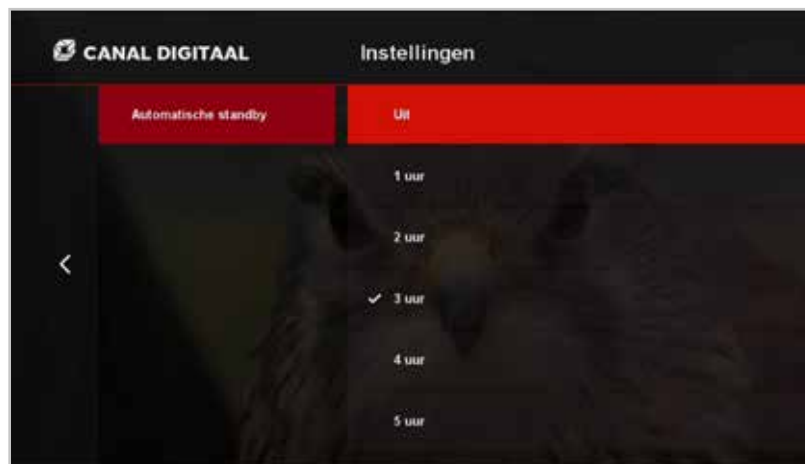 CANAL DIGITAAL
Instellingen
Automatische standby
Uit
1 uur
2 uur
3 uur
4 uur
5 uur